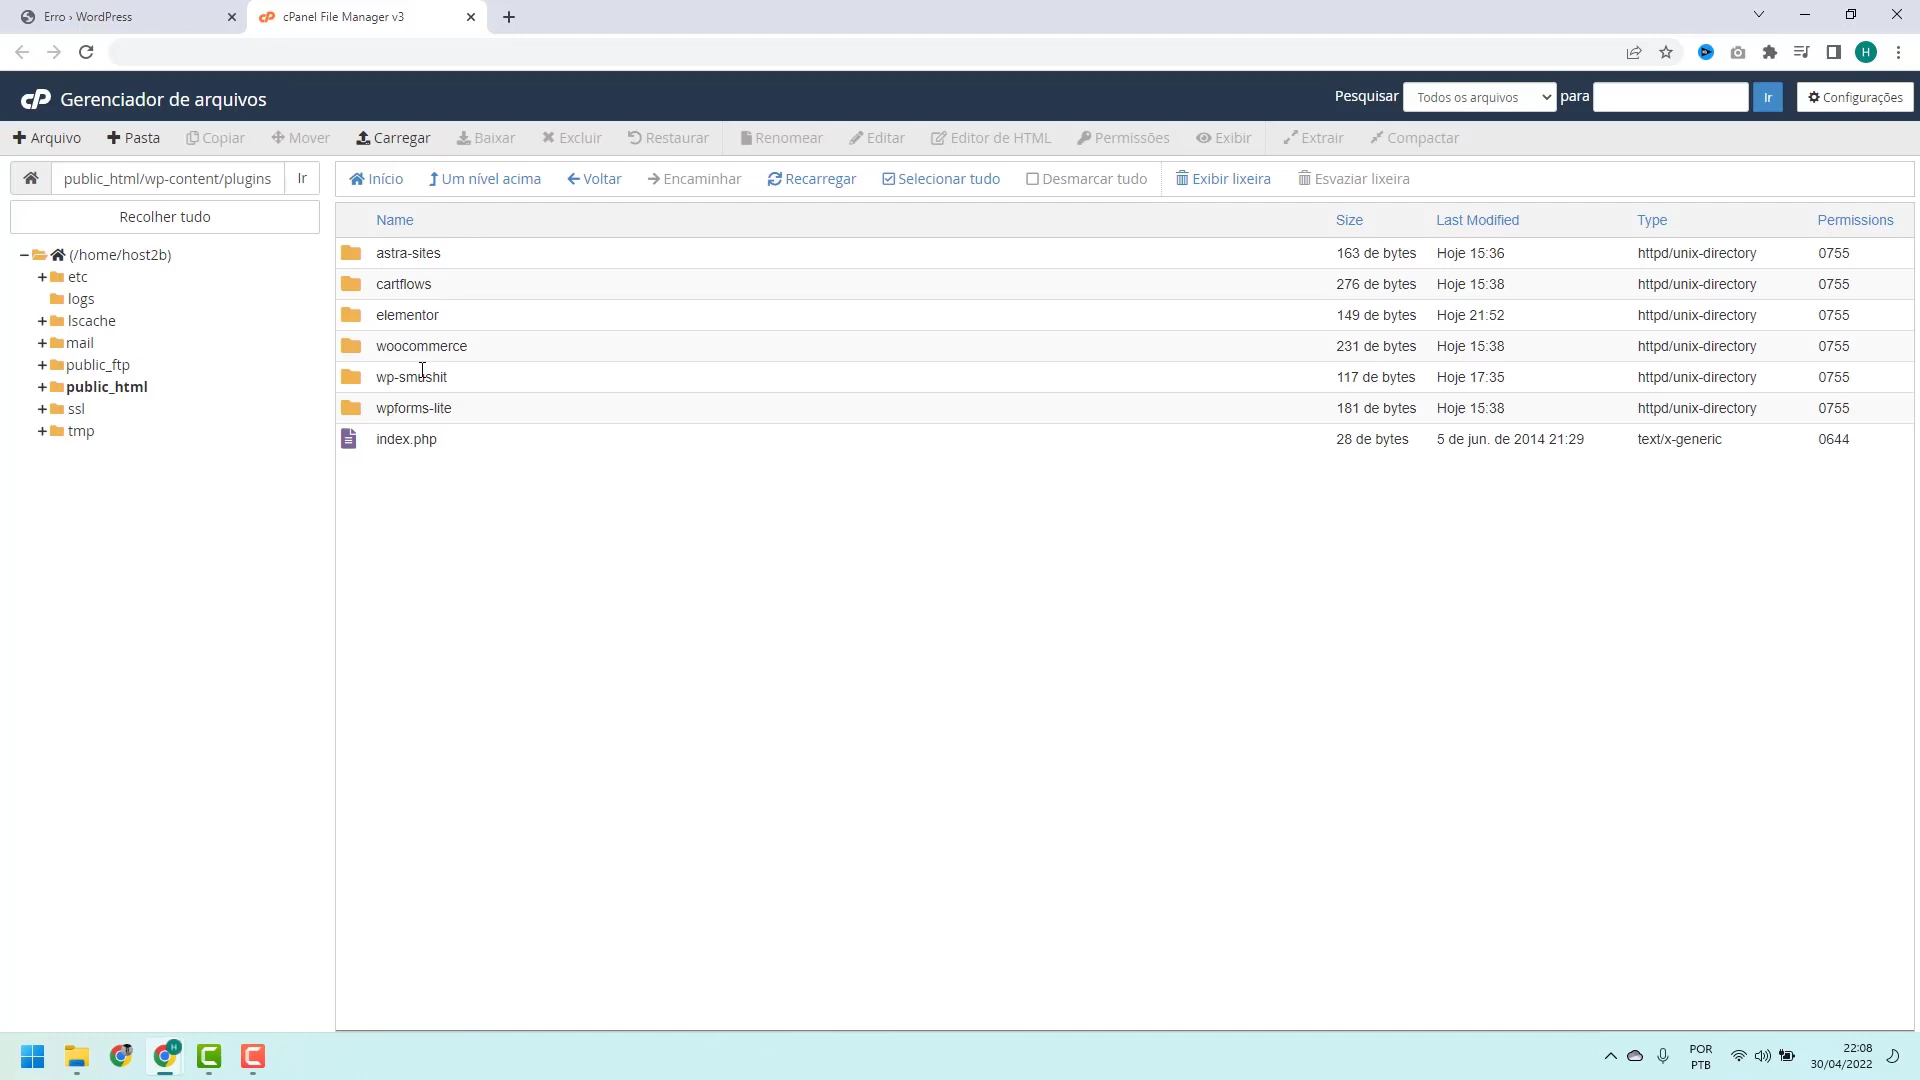 Erro › WordPress
cPanel File Manager v3
H
cP Gerenciador de arquivos
Pesquisar Todos os arquivos para Ir Configurações
Arquivo Pasta Copiar Mover Carregar Baixar Excluir Restaurar Renomear Editar Editor de HTML Permissões Exibir Extrair Compactar
public_html/wp-content/plugins Ir
Início Um nível acima Voltar Encaminhar Recarregar Selecionar tudo Desmarcar tudo Exibir lixeira Esvaziar lixeira
Recolher tudo
(/home/host2b)
etc
logs
lscache
mail
public_ftp
public_html
ssl
tmp
Name Size Last Modified Type Permissions
astra-sites 163 de bytes Hoje 15:36 httpd/unix-directory 0755
cartflows 276 de bytes Hoje 15:38 httpd/unix-directory 0755
elementor 149 de bytes Hoje 21:52 httpd/unix-directory 0755
woocommerce 231 de bytes Hoje 15:38 httpd/unix-directory 0755
wp-smushit 117 de bytes Hoje 17:35 httpd/unix-directory 0755
wpforms-lite 181 de bytes Hoje 15:38 httpd/unix-directory 0755
index.php 28 de bytes 5 de jun. de 2014 21:29 text/x-generic 0644
H
POR
PTB
22:08
30/04/2022